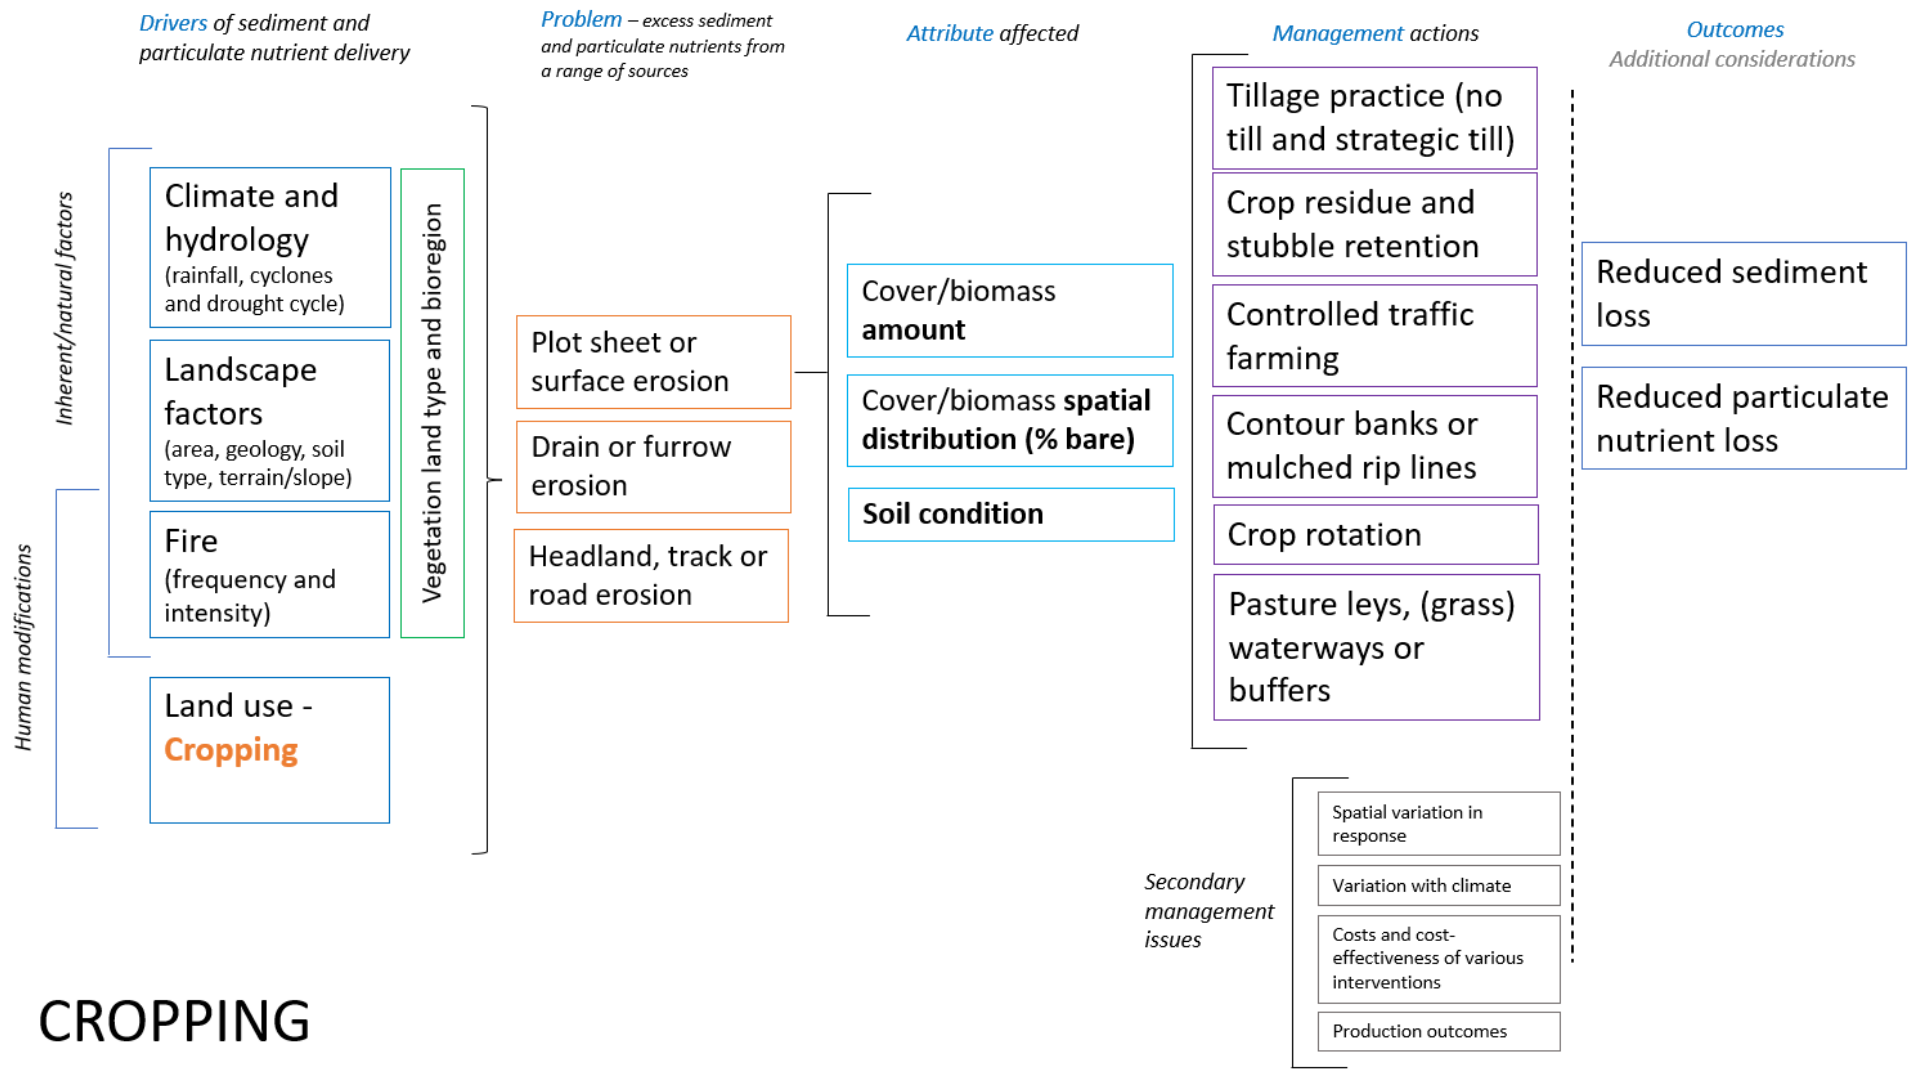 Drivers of sediment and
particulate nutrient delivery
Problem – excess sediment
and particulate nutrients from
a range of sources
Attribute affected
Management actions
Outcomes
Additional considerations
Inherent/natural factors
Human modifications
Climate and
hydrology
(rainfall, cyclones
and drought cycle)
Landscape
factors
(area, geology, soil
type, terrain/slope)
Fire
(frequency and
intensity)
Land use -
Cropping
Vegetation land type and bioregion
Plot sheet or
surface erosion
Drain or furrow
erosion
Headland, track or
road erosion
Cover/biomass
amount
Cover/biomass spatial
distribution (% bare)
Soil condition
Tillage practice (no
till and strategic till)
Crop residue and
stubble retention
Controlled traffic
farming
Contour banks or
mulched rip lines
Crop rotation
Pasture leys, (grass)
waterways or
buffers
Reduced sediment
loss
Reduced particulate
nutrient loss
Secondary
management
issues
Spatial variation in
response
Variation with climate
Costs and cost-
effectiveness of various
interventions
Production outcomes
CROPPING